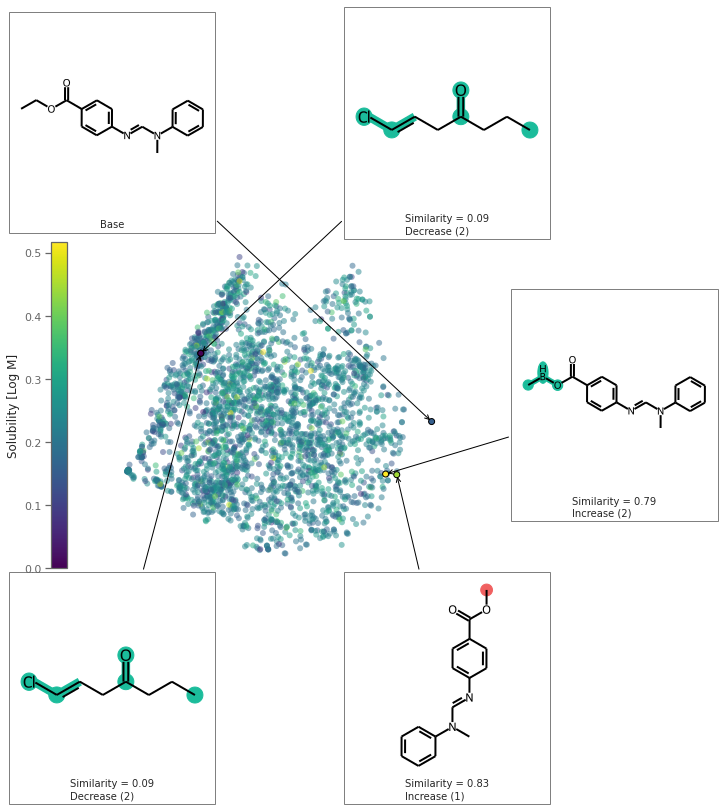 O
O
N
N
Base
Cl
O
Similarity = 0.09
Decrease (2)
0.5
0.4
0.3
0.2
0.1
0.0
Solubility [Log M]
H
B
O
O
N
N
Similarity = 0.79
Increase (2)
Cl
O
Similarity = 0.09
Decrease (2)
O
O
N
N
Similarity = 0.83
Increase (1)